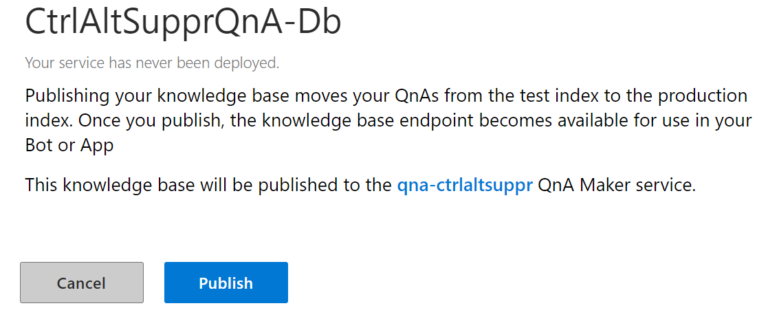 CtrlAltSupprQnA-Db
Your service has never been deployed.
Publishing your knowledge base moves your QnAs from the test index to the production
index. Once you publish, the knowledge base endpoint becomes available for use in your
Bot or App
This knowledge base will be published to the qna-ctrlaltsuppr QnA Maker service.
Cancel
Publish